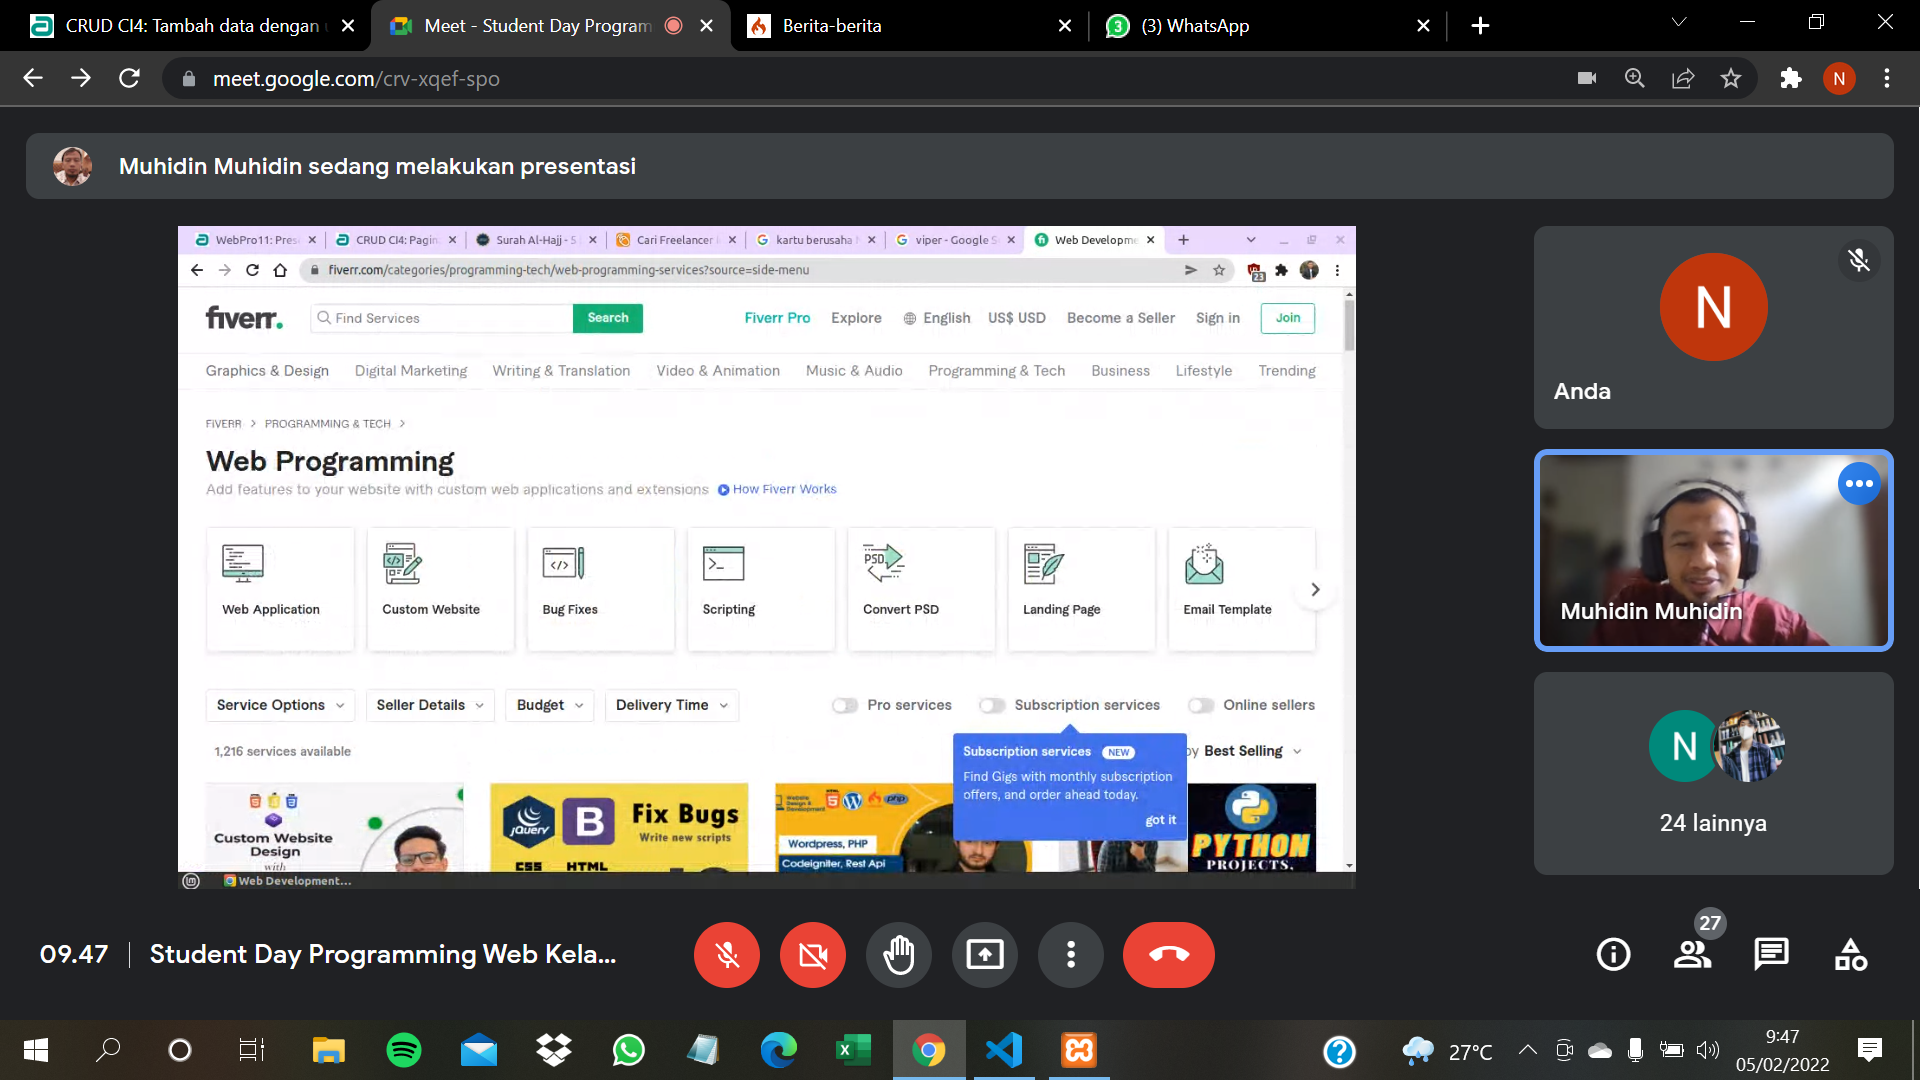 CRUD CI4: Tambah data dengan
Meet - Student Day Program
Berita-berita
(3) WhatsApp
meet.google.com/crv-xqef-spo
N
Muhidin Muhidin sedang melakukan presentasi
WebPro11: Pres
CRUD CI4: Pagin
Surah Al-Hajj - S
Cari Freelancer
kartu berusaha
viper - Google S
Web Developme
fiverr.com/categories/programming-tech/web-programming-services?source=side-menu
23
fiverr.
Find Services
Search
Fiverr Pro
Explore
English
US$ USD
Become a Seller
Sign in
Join
Graphics & Design
Digital Marketing
Writing & Translation
Video & Animation
Music & Audio
Programming & Tech
Business
Lifestyle
Trending
FIVERR > PROGRAMMING & TECH >
Web Programming
Add features to your website with custom web applications and extensions
How Fiverr Works
Web Application
Custom Website
Bug Fixes
Scripting
PSD
Convert PSD
Landing Page
Email Template
Service Options
Seller Details
Budget
Delivery Time
Pro services
Subscription services
Online sellers
1,216 services available
by Best Selling
Subscription services NEW
Find Gigs with monthly subscription
offers, and order ahead today.
got it
Custom Website
Design
with
jQuery
B
Fix Bugs
Write new scripts
CSS HTML
Website
Design &
Development
php
Wordpress, PHP
Codeigniter, Rest Api
PYTHON
PROJECTS,
Web Development...
N
Anda
Muhidin Muhidin
N
24 lainnya
09.47
Student Day Programming Web Kela...
27
27°C
9:47
05/02/2022